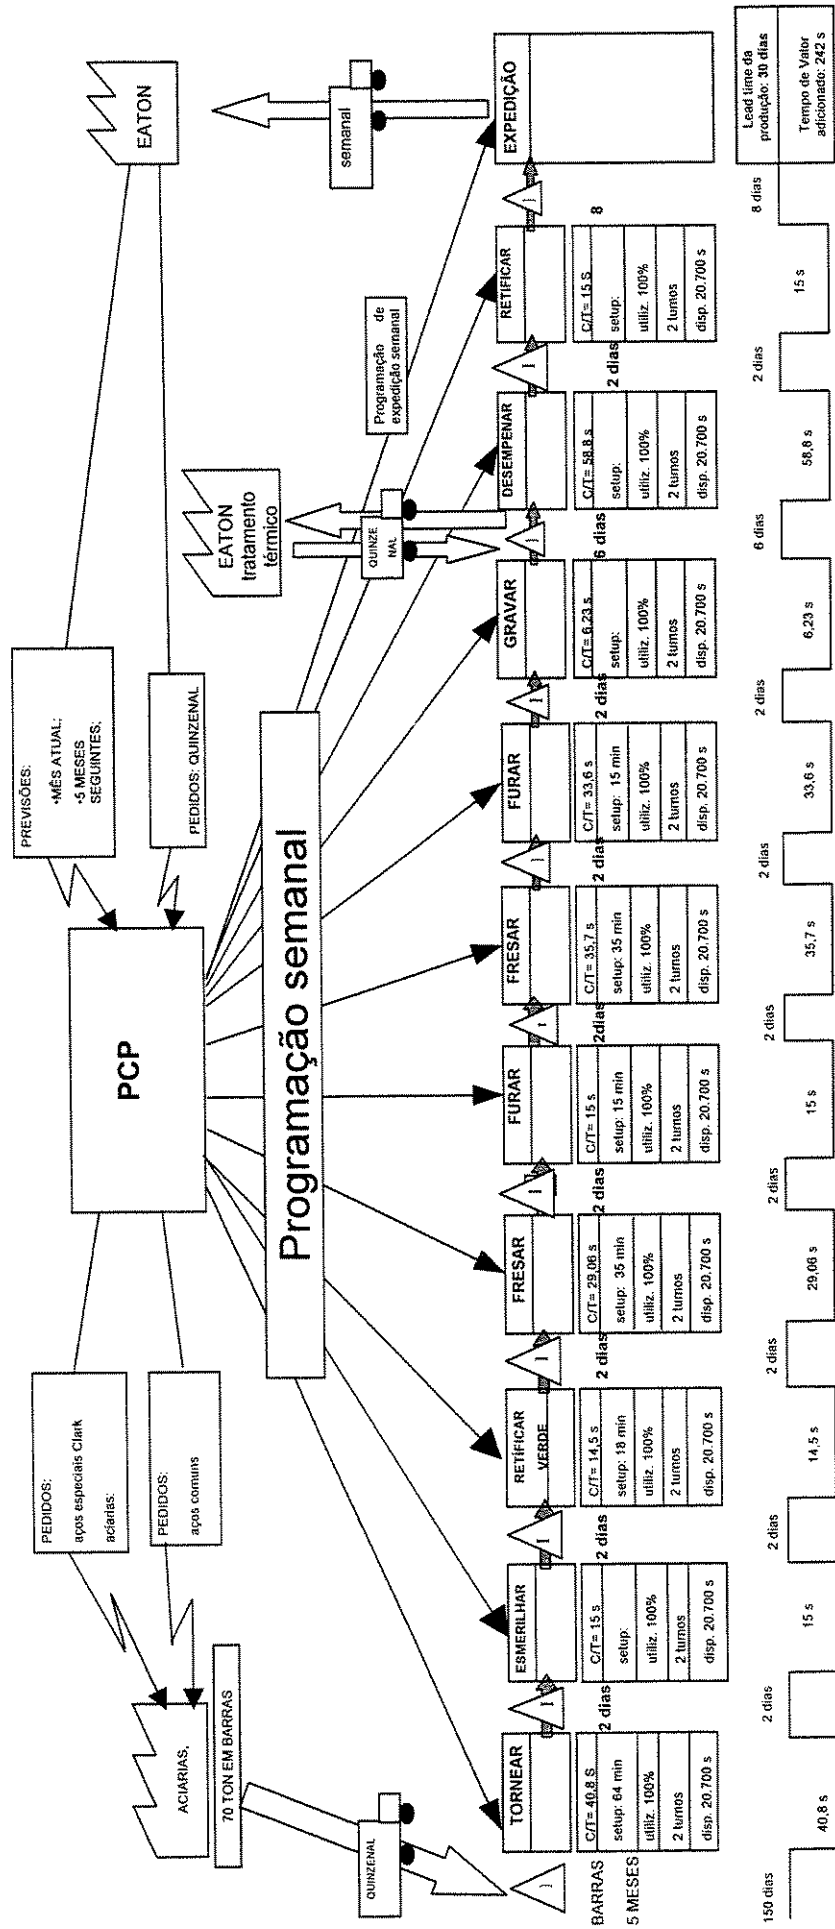 ACIARIAS,
70 TON EM BARRAS
QUINZENAL
PEDIDOS:
aços especiais Clark
aciarias:
PEDIDOS:
aços comuns
PCP
PREVISÕES:
•MÊS ATUAL;
•5 MESES
SEGUINTES;
PEDIDOS: QUINZENAL
EATON
semanal
EATON
tratamento
térmico
QUINZE
NAL
Programação de
expedição semanal
Programação semanal
BARRAS
5 MESES
TORNEAR
C/T= 40,8 S
setup: 64 min
utiliz. 100%
2 turnos
disp. 20.700 s
2 dias
ESMERILHAR
C/T= 15 s
setup:
utiliz. 100%
2 turnos
disp. 20.700 s
2 dias
RETÍFICAR
VERDE
C/T= 14,5 s
setup: 18 min
utiliz. 100%
2 turnos
disp. 20.700 s
2 dias
FRESAR
C/T= 29,06 s
setup: 35 min
utiliz. 100%
2 turnos
disp. 20.700 s
2 dias
FURAR
C/T= 15 s
setup: 15 min
utiliz. 100%
2 turnos
disp. 20.700 s
2dias
FRESAR
C/T= 35,7 s
setup: 35 min
utiliz. 100%
2 turnos
disp. 20.700 s
2 dias
FURAR
C/T= 33,6 s
setup: 15 min
utiliz. 100%
2 turnos
disp. 20.700 s
2 dias
GRAVAR
C/T= 6,23 s
setup:
utiliz. 100%
2 turnos
disp. 20.700 s
6 dias
DESEMPENAR
C/T= 58,8 s
setup:
utiliz. 100%
2 turnos
disp. 20.700 s
2 dias
RETIFICAR
C/T= 15 S
setup:
utiliz. 100%
2 turnos
disp. 20.700 s
8
EXPEDIÇÃO
150 dias
40,8 s
2 dias
15 s
2 dias
14,5 s
2 dias
29,06 s
2 dias
15 s
2 dias
35,7 s
2 dias
33,6 s
2 dias
6,23 s
6 dias
58,8 s
2 dias
15 s
8 dias
Lead time da
produção: 30 dias
Tempo de Valor
adicionado: 242 s